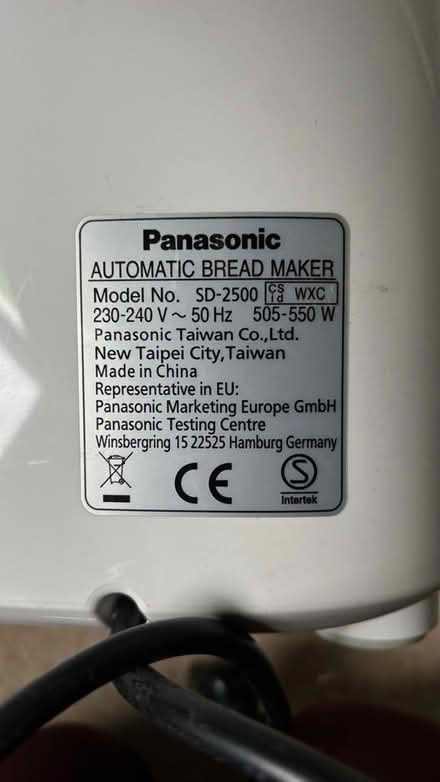 Panasonic
AUTOMATIC BREAD MAKER
Model No. SD-2500 CS Td WXC
230-240 V ~ 50 Hz 505-550 W
Panasonic Taiwan Co.,Ltd.
New Taipei City,Taiwan
Made in China
Representative in EU:
Panasonic Marketing Europe GmbH
Panasonic Testing Centre
Winsbergring 15 22525 Hamburg Germany
CE
S
Intertek